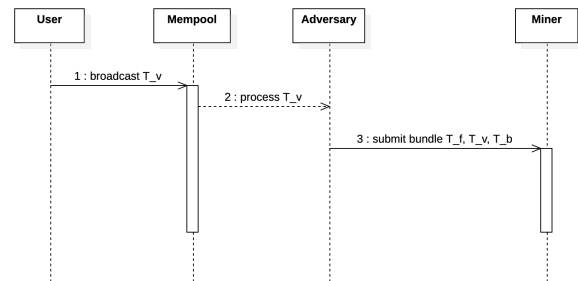 User
Mempool
Adversary
Miner
1 : broadcast T_v
2 : process T_v
3 : submit bundle T_f, T_v, T_b